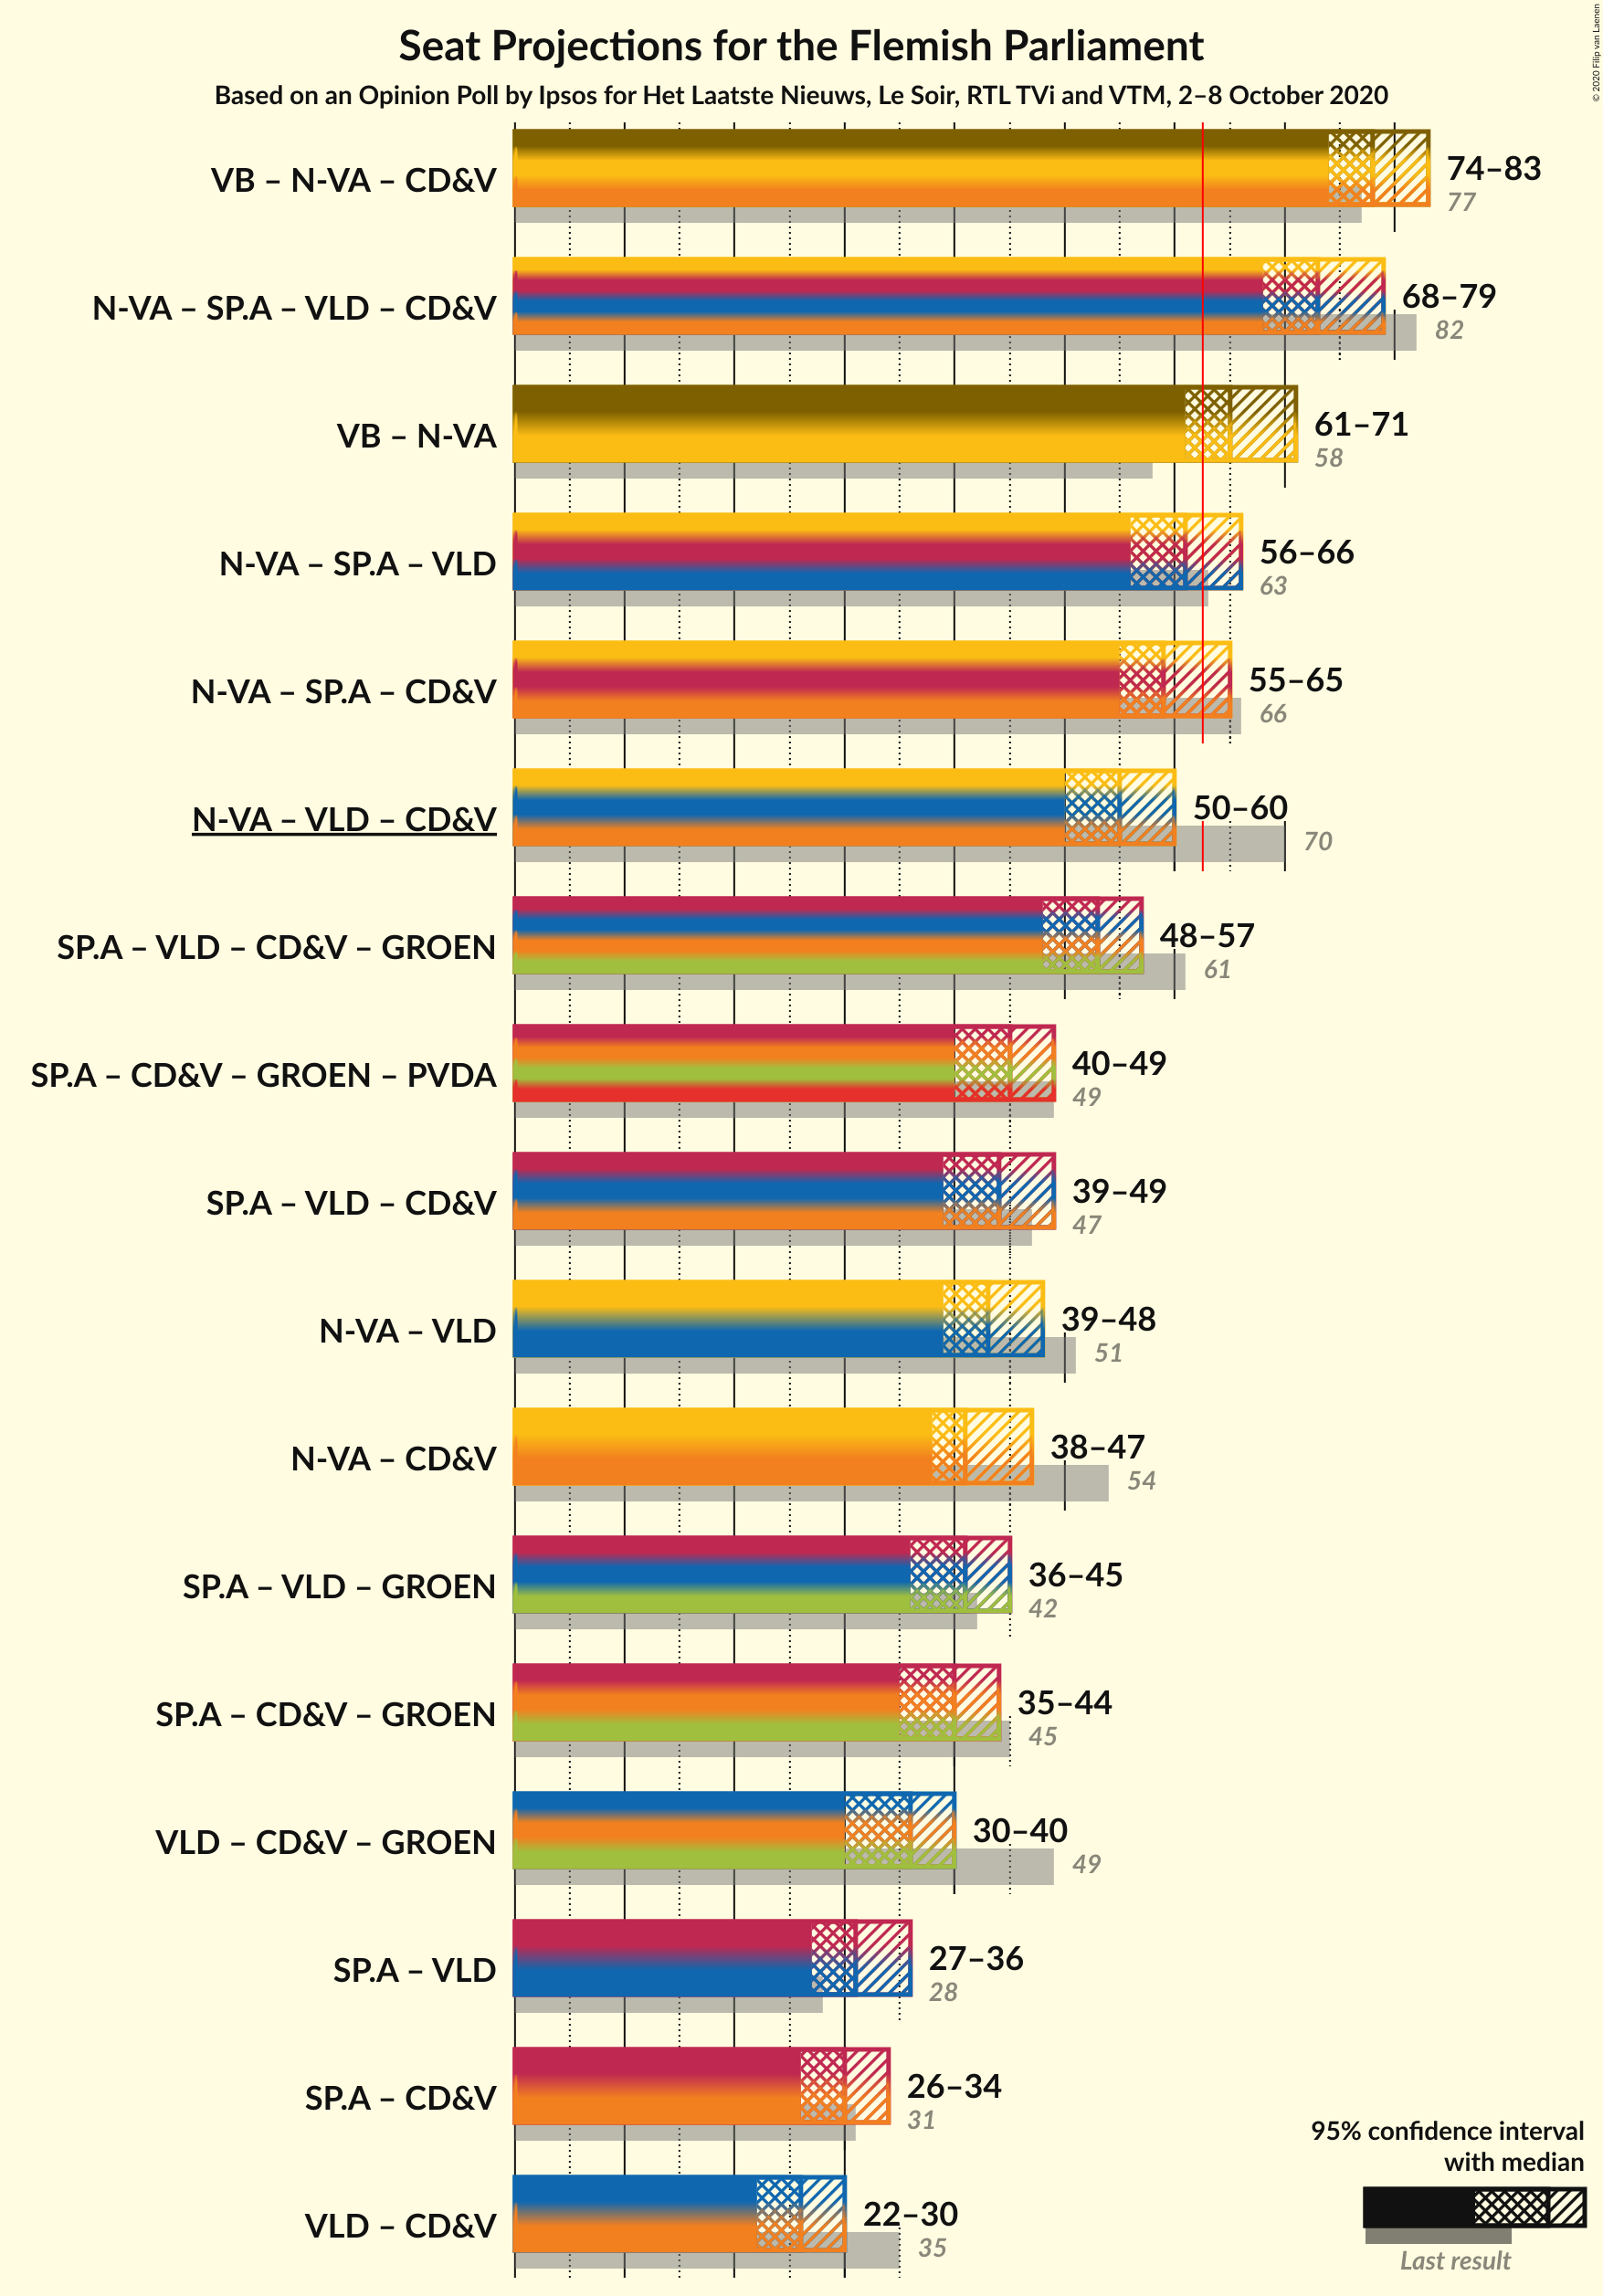 Seat Projections for the Flemish Parliament
Based on an Opinion Poll by Ipsos for Het Laatste Nieuws, Le Soir, RTL TVi and VTM, 2–8 October 2020
© 2020 Filip van Laenen
VB – N-VA – CD&V
74–83
77
N-VA – SP.A – VLD – CD&V
68–79
82
VB – N-VA
61–71
58
N-VA – SP.A – VLD
56–66
63
N-VA – SP.A – CD&V
55–65
66
N-VA – VLD – CD&V
50–60
70
SP.A – VLD – CD&V – GROEN
48–57
61
SP.A – CD&V – GROEN – PVDA
40–49
49
SP.A – VLD – CD&V
39–49
47
N-VA – VLD
39–48
51
N-VA – CD&V
38–47
54
SP.A – VLD – GROEN
36–45
42
SP.A – CD&V – GROEN
35–44
45
VLD – CD&V – GROEN
30–40
49
SP.A – VLD
27–36
28
SP.A – CD&V
26–34
31
VLD – CD&V
22–30
35
95% confidence interval
with median
Last result